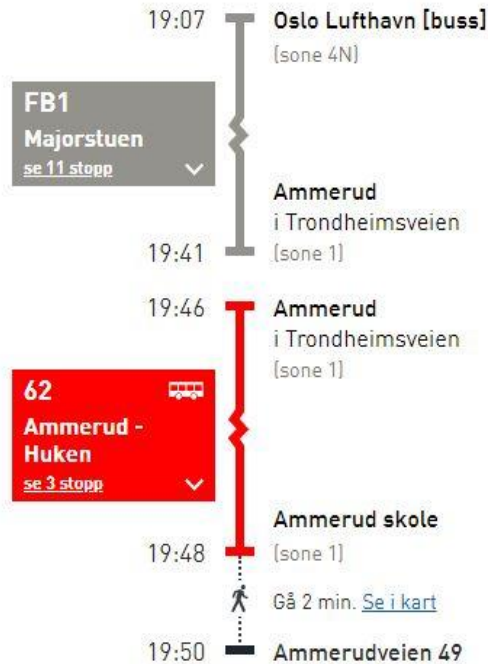 19:07 Oslo Lufthavn [buss]
(sone 4N)
FB1
Majorstuen
se 11 stopp
Ammerud
i Trondheimsveien
19:41 (sone 1)
19:46 Ammerud
i Trondheimsveien
(sone 1)
62
Ammerud -
Huken
se 3 stopp
Ammerud skole
19:48 (sone 1)
Gå 2 min. Se i kart
19:50 Ammerudveien 49